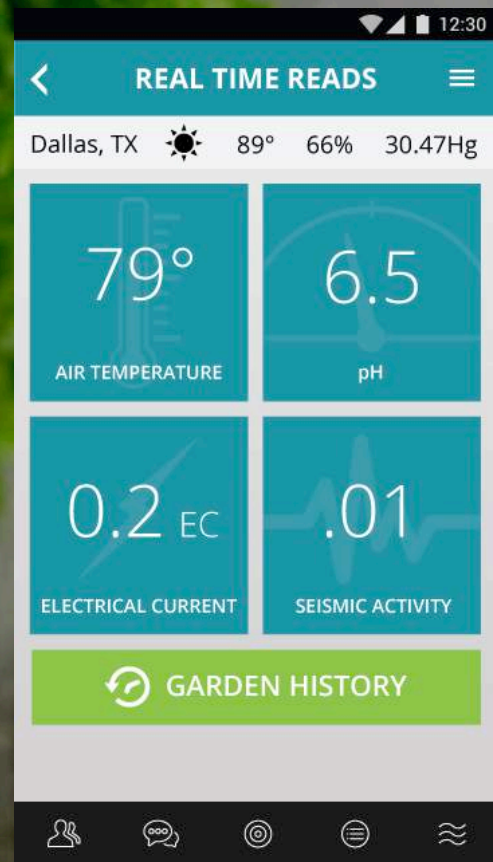 12:30
REAL TIME READS
Dallas, TX 89° 66% 30.47Hg
79° 6.5
AIR TEMPERATURE pH
0.2 EC .01
ELECTRICAL CURRENT SEISMIC ACTIVITY
GARDEN HISTORY